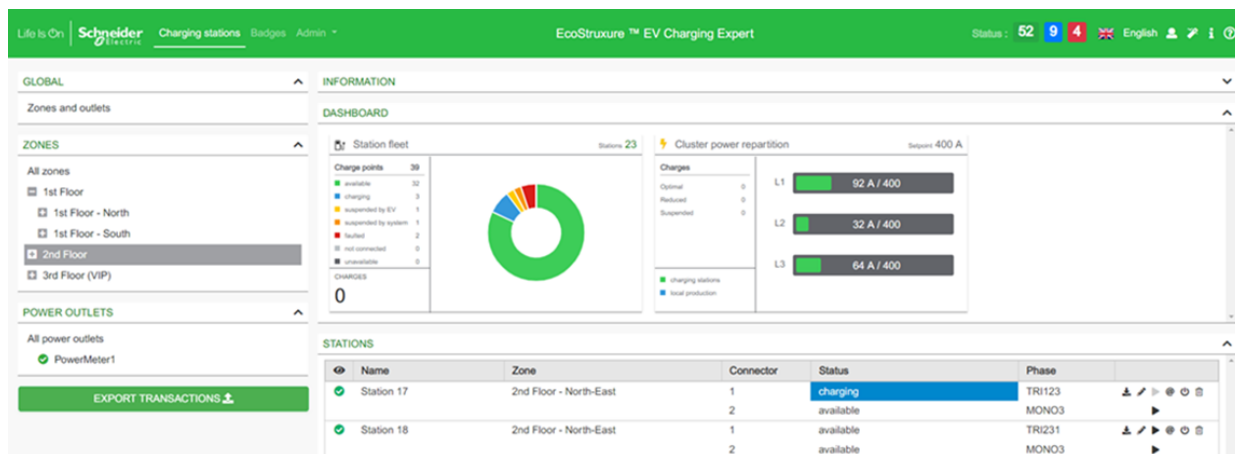 Life Is On Schneider Electric Charging stations Badges Admin EcoStruxure ™ EV Charging Expert Status : 52 9 4 English
GLOBAL
Zones and outlets
ZONES
All zones
1st Floor
1st Floor - North
1st Floor - South
2nd Floor
3rd Floor (VIP)
POWER OUTLETS
All power outlets
PowerMeter1
EXPORT TRANSACTIONS
INFORMATION
DASHBOARD
Station fleet Stations 23
Charge points 39
available 32
charging 3
suspended by EV 1
suspended by system 1
faulted 2
not connected 0
unavailable 0
CHARGES
0
Cluster power repartition Setpoint 400 A
Charges
Optimal 0
Reduced 0
Suspended 0
charging stations
local production
L1 92 A / 400
L2 32 A / 400
L3 64 A / 400
STATIONS
Name Zone Connector Status Phase
Station 17 2nd Floor - North-East 1 charging TRI123
2 available MONO3
Station 18 2nd Floor - North-East 1 available TRI231
2 available MONO3